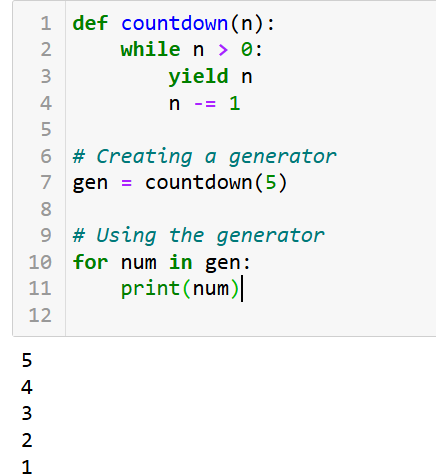 1 def countdown(n):
2     while n > 0:
3         yield n
4         n -= 1
5
6 # Creating a generator
7 gen = countdown(5)
8
9 # Using the generator
10 for num in gen:
11     print(num)
12
5
4
3
2
1